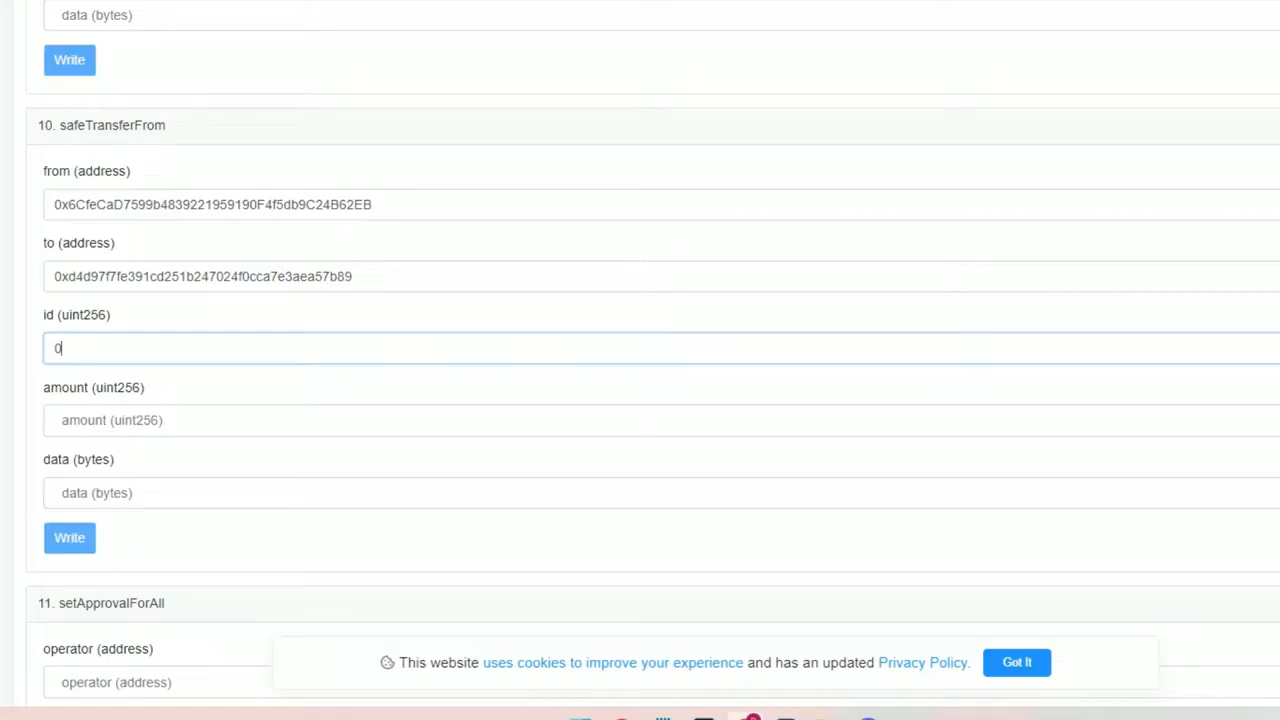 data (bytes)
Write
10. safeTransferFrom
from (address)
0x6CfeCaD7599b4839221959190F4f5db9C24B62EB
to (address)
0xd4d97f7fe391cd251b247024f0cca7e3aea57b89
id (uint256)
0
amount (uint256)
amount (uint256)
data (bytes)
data (bytes)
Write
11. setApprovalForAll
operator (address)
operator (address)
This website uses cookies to improve your experience and has an updated Privacy Policy.
Got It